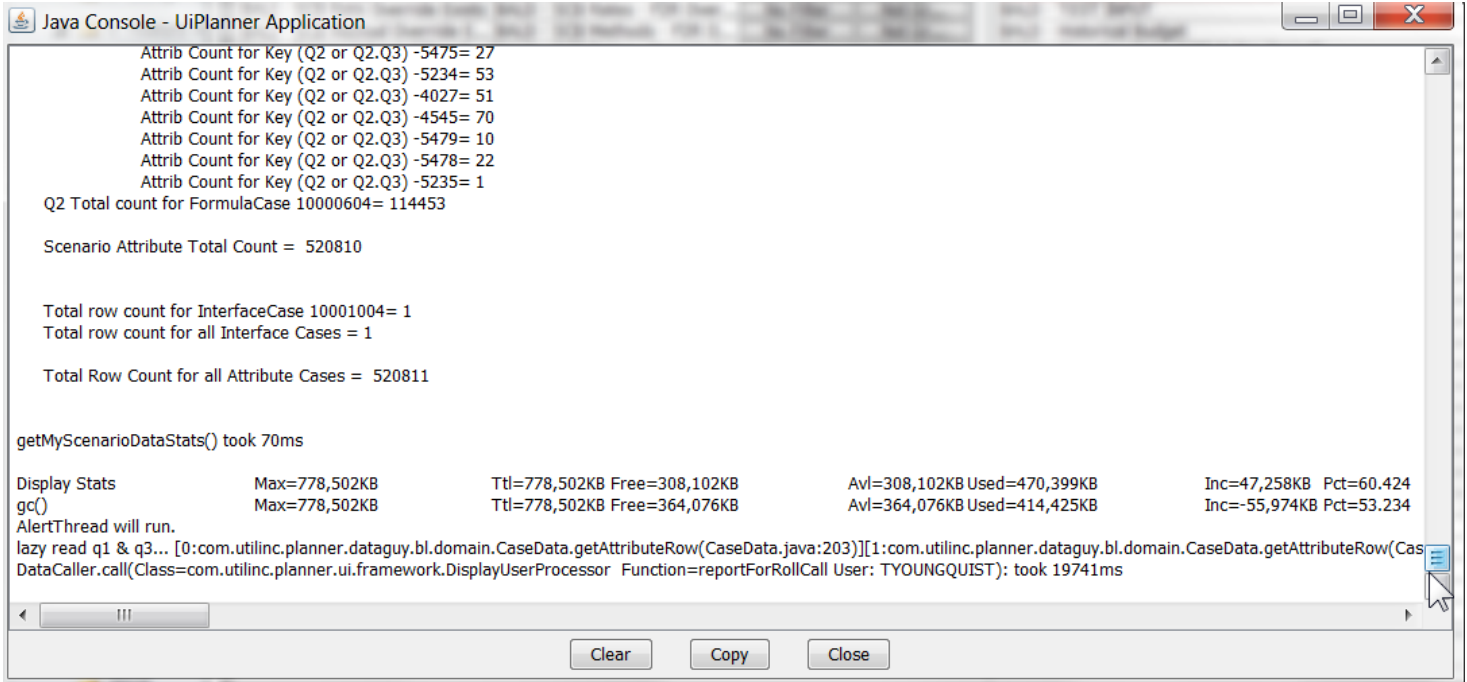 Java Console - UiPlanner Application
Attrib Count for Key (Q2 or Q2.Q3) -5475= 27
Attrib Count for Key (Q2 or Q2.Q3) -5234= 53
Attrib Count for Key (Q2 or Q2.Q3) -4027= 51
Attrib Count for Key (Q2 or Q2.Q3) -4545= 70
Attrib Count for Key (Q2 or Q2.Q3) -5479= 10
Attrib Count for Key (Q2 or Q2.Q3) -5478= 22
Attrib Count for Key (Q2 or Q2.Q3) -5235= 1
Q2 Total count for FormulaCase 10000604= 114453
Scenario Attribute Total Count =  520810
Total row count for InterfaceCase 10001004= 1
Total row count for all Interface Cases = 1
Total Row Count for all Attribute Cases =  520811
getMyScenarioDataStats() took 70ms
Display Stats Max=778,502KB Ttl=778,502KB Free=308,102KB Avl=308,102KB Used=470,399KB Inc=47,258KB Pct=60.424
gc() Max=778,502KB Ttl=778,502KB Free=364,076KB Avl=364,076KB Used=414,425KB Inc=-55,974KB Pct=53.234
AlertThread will run.
lazy read q1 & q3... [0:com.utilinc.planner.dataguy.bl.domain.CaseData.getAttributeRow(CaseData.java:203)][1:com.utilinc.planner.dataguy.bl.domain.CaseData.getAttributeRow(Cas
DataCaller.call(Class=com.utilinc.planner.ui.framework.DisplayUserProcessor  Function=reportForRollCall User: TYOUNGQUIST): took 19741ms
Clear Copy Close